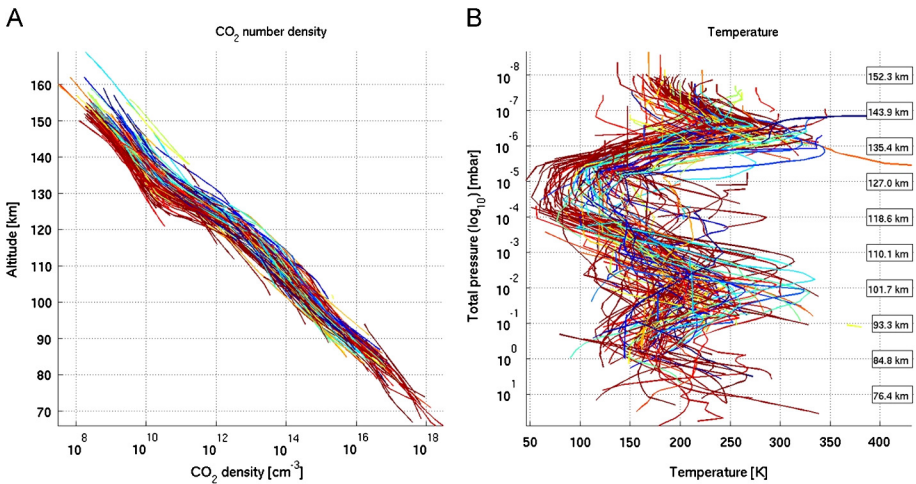 A
CO2 number density
160
150
140
130
120
110
100
90
80
70
Altitude [km]
10^8 10^10 10^12 10^14 10^16 10^18
CO2 density [cm^-3]
B
Temperature
10^-8
10^-7
10^-6
10^-5
10^-4
10^-3
10^-2
10^-1
10^0
10^1
Total pressure (log10)) [mbar]
152.3 km
143.9 km
135.4 km
127.0 km
118.6 km
110.1 km
101.7 km
93.3 km
84.8 km
76.4 km
50 100 150 200 250 300 350 400
Temperature [K]